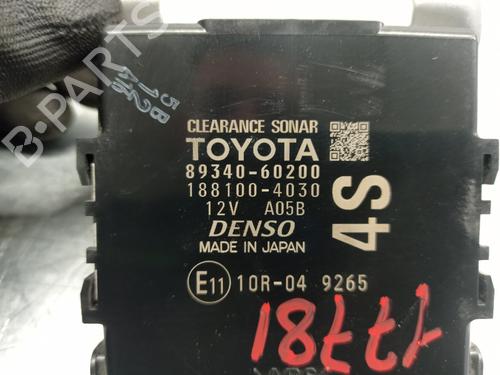 B-PARTS
CLEARANCE SONAR
TOYOTA
89340-60200
188100-4030
12V A05B
DENSO
MADE IN JAPAN
4S
E11 10R-04 9265